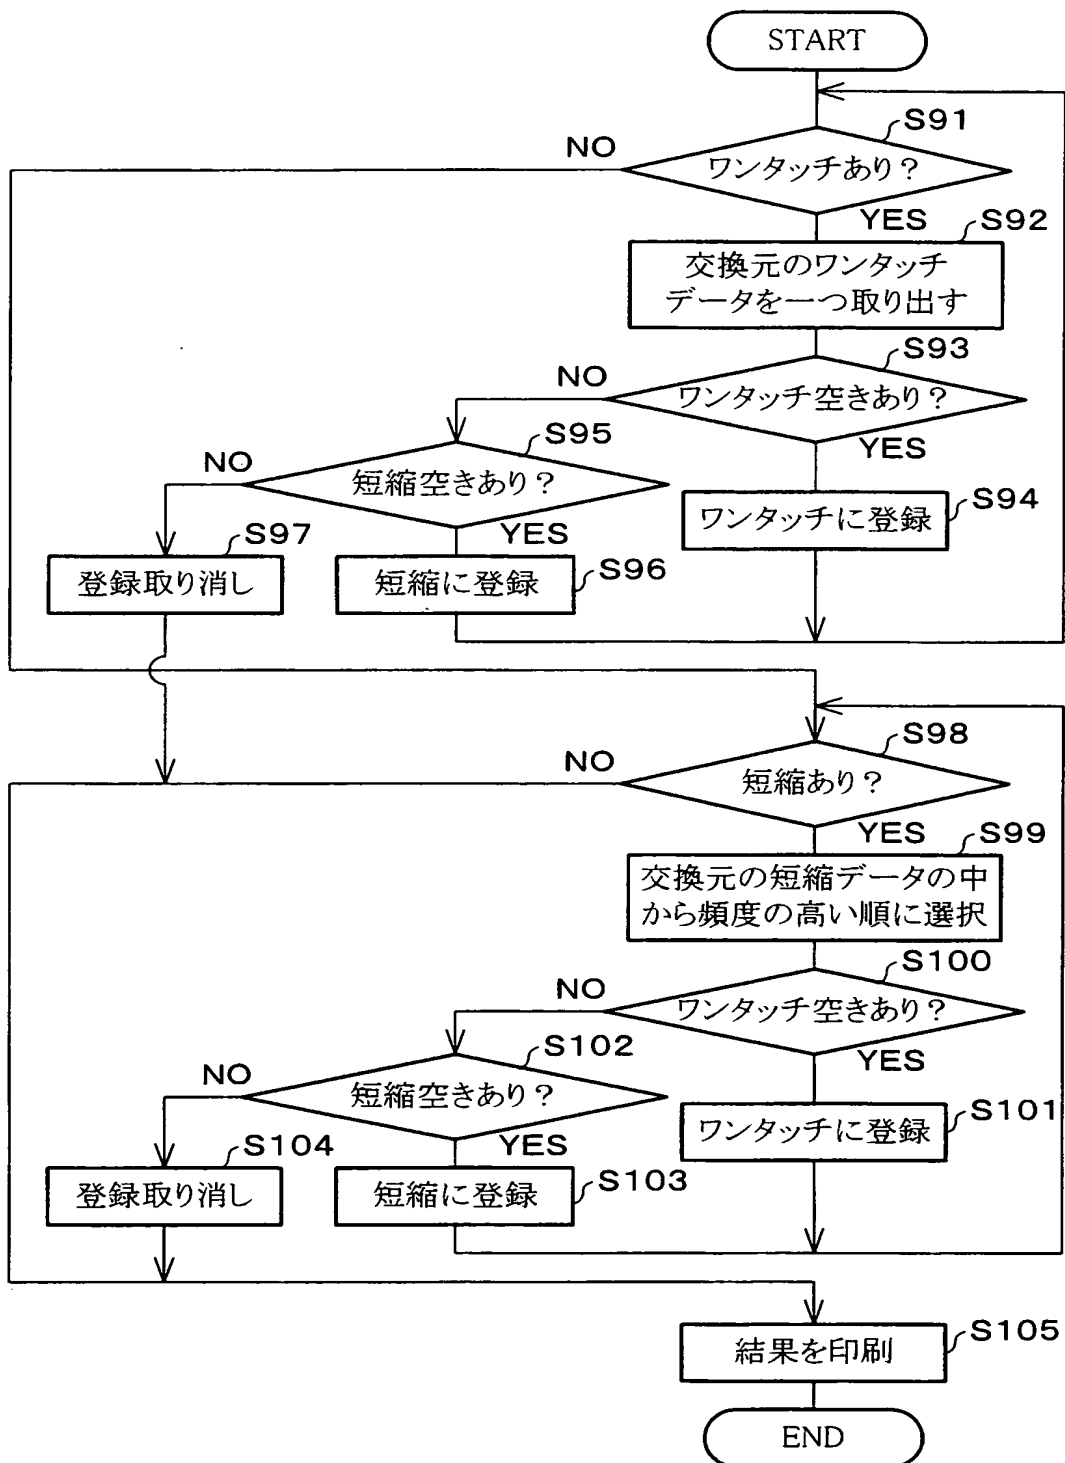 START
S91
NO
ワンタッチあり？
YES
S92
交換元のワンタッチ
データを一つ取り出す
S93
NO
ワンタッチ空きあり？
YES
S95
NO
短縮空きあり？
YES
S94
ワンタッチに登録
S97
登録取り消し
S96
短縮に登録
S98
NO
短縮あり？
YES
S99
交換元の短縮データの中
から頻度の高い順に選択
S100
NO
ワンタッチ空きあり？
YES
S102
NO
短縮空きあり？
YES
S101
ワンタッチに登録
S104
登録取り消し
S103
短縮に登録
S105
結果を印刷
END